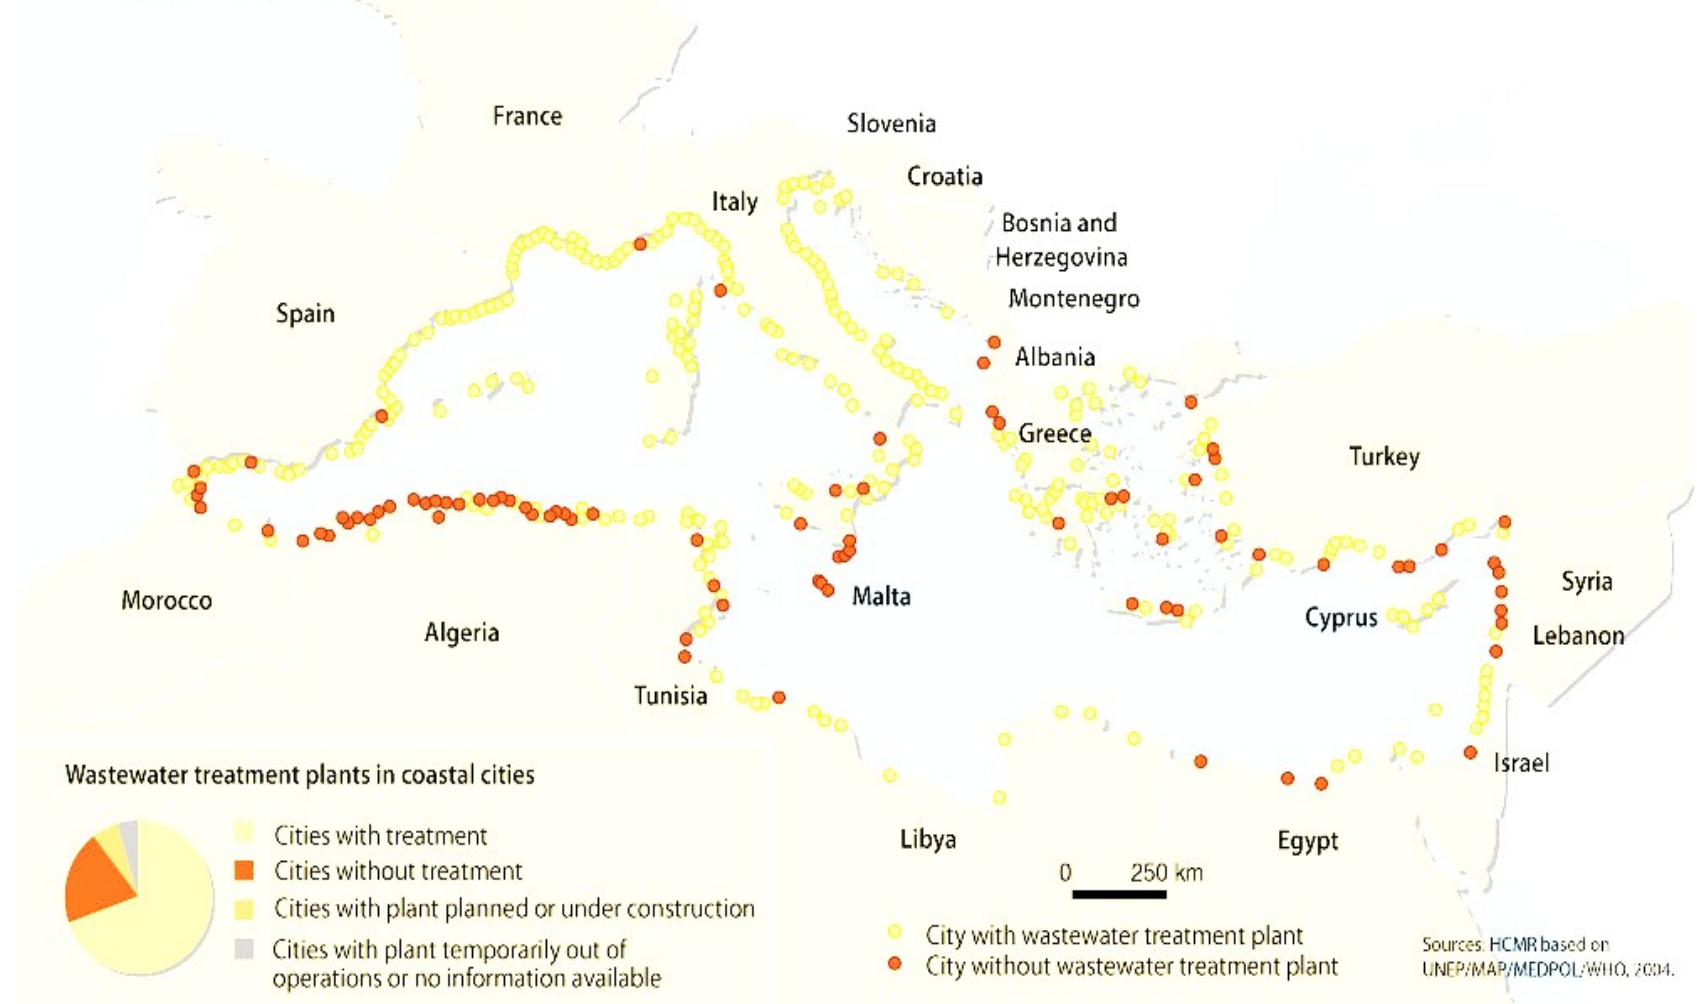 France
Slovenia
Croatia
Italy
Bosnia and
Herzegovina
Montenegro
Spain
Albania
Greece
Turkey
Morocco
Algeria
Malta
Cyprus
Syria
Lebanon
Tunisia
Israel
Libya
Egypt
Wastewater treatment plants in coastal cities
Cities with treatment
Cities without treatment
Cities with plant planned or under construction
Cities with plant temporarily out of
operations or no information available
0 250 km
City with wastewater treatment plant
City without wastewater treatment plant
Sources: HCMR based on
UNEP/MAP/MEDPOL/WHO, 2004.